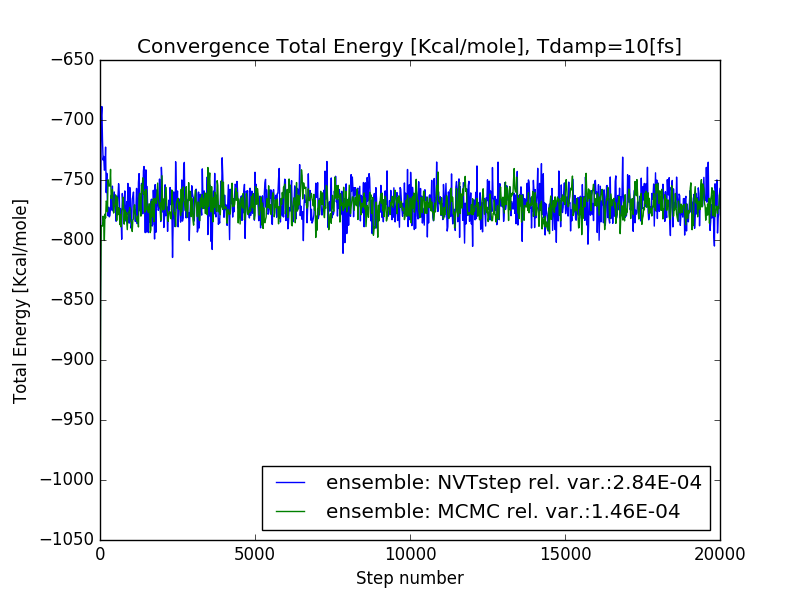 Convergence Total Energy [Kcal/mole], Tdamp=10[fs]
−650
−700
−750
−800
−850
−900
−950
−1000
−1050
Total Energy [Kcal/mole]
ensemble: NVTstep rel. var.:2.84E-04
ensemble: MCMC rel. var.:1.46E-04
0 5000 10000 15000 20000
Step number